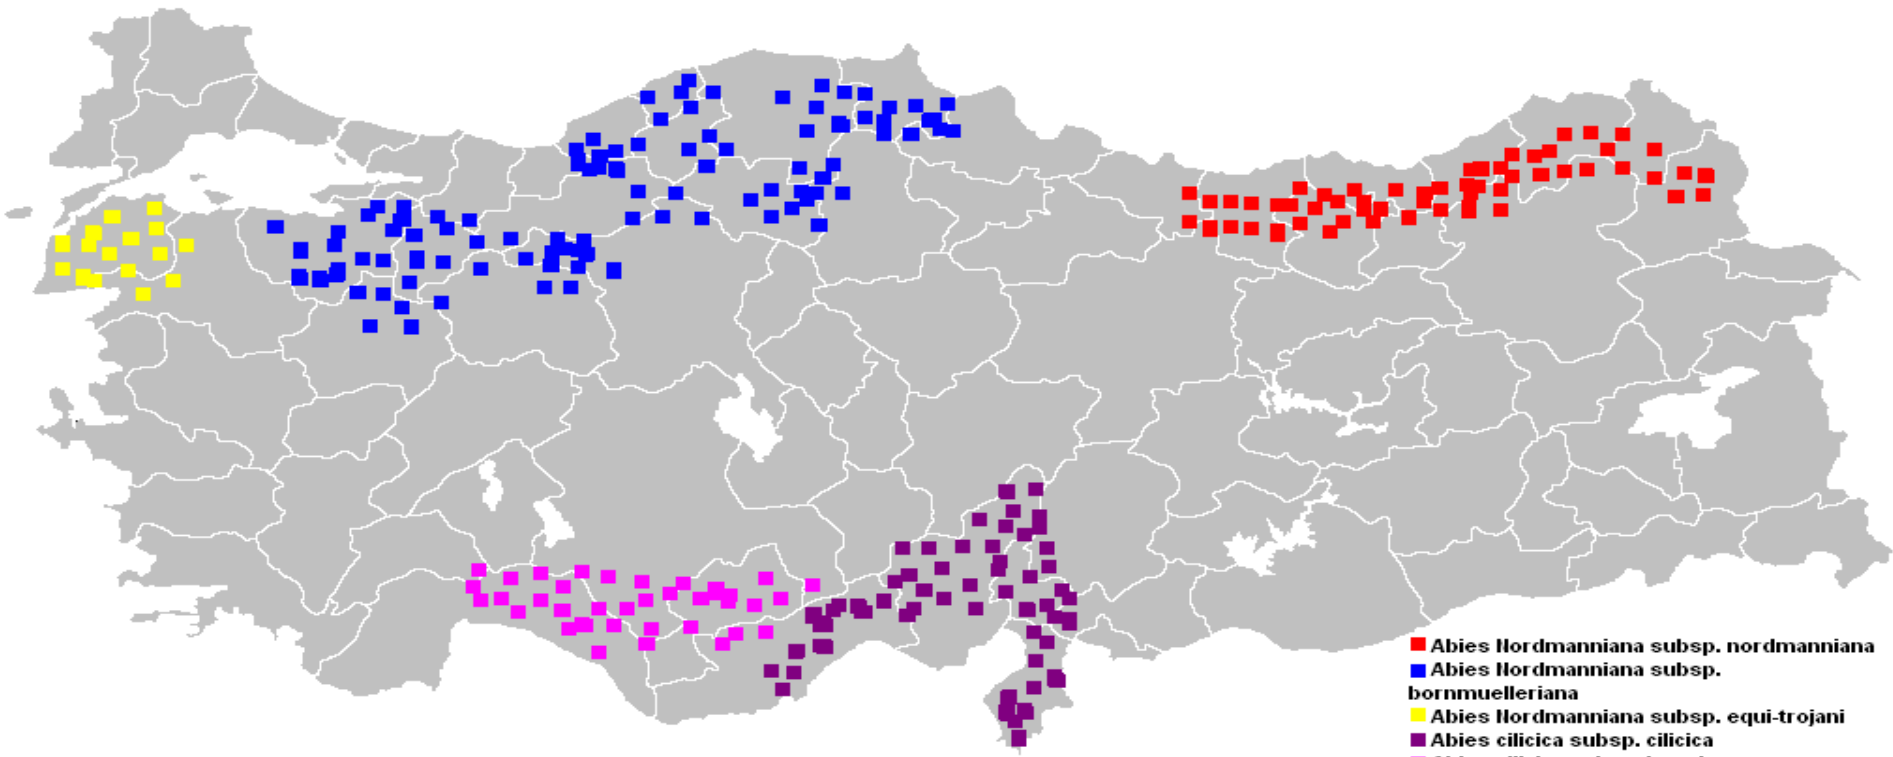 Abies Nordmanniana subsp. nordmanniana
Abies Nordmanniana subsp.
bornmuelleriana
Abies Nordmanniana subsp. equi-trojani
Abies cilicica subsp. cilicica